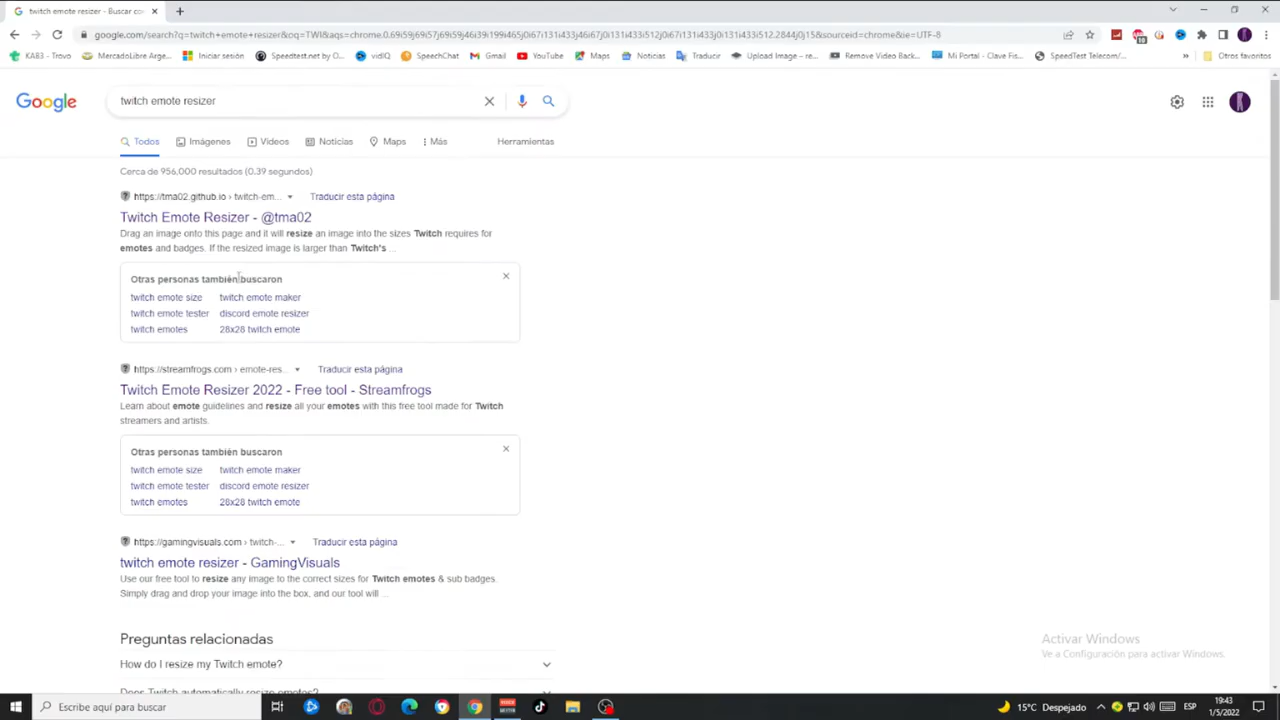 twitch emote resizer - Buscar co
google.com/search?q=twitch+emote+resizer&oq=TWI&aqs=chrome.0.69i59j69i57j69i59j46i39i199i465j0i67i131i433j0i131i433i512j0i67i131i433j0i131i433i512.2844j0j15&sourceid=chrome&ie=UTF-8
KAB3 - Trovo
MercadoLibre Arge...
Iniciar sesión
Speedtest.net by O...
vidIQ
SpeechChat
Gmail
YouTube
Maps
Noticias
Traducir
Upload Image – re...
Remove Video Back...
Mi Portal - Clave Fis...
SpeedTest Telecom/...
»
Otros favoritos
Google
twitch emote resizer
Todos
Imágenes
Videos
Noticias
Maps
Más
Herramientas
Cerca de 956,000 resultados (0.39 segundos)
https://tma02.github.io › twitch-em... Traducir esta página
Twitch Emote Resizer - @tma02
Drag an image onto this page and it will resize an image into the sizes Twitch requires for
emotes and badges. If the resized image is larger than Twitch's ...
Otras personas también buscaron
twitch emote size twitch emote maker
twitch emote tester discord emote resizer
twitch emotes 28x28 twitch emote
https://streamfrogs.com › emote-res... Traducir esta página
Twitch Emote Resizer 2022 - Free tool - Streamfrogs
Learn about emote guidelines and resize all your emotes with this free tool made for Twitch
streamers and artists.
Otras personas también buscaron
twitch emote size twitch emote maker
twitch emote tester discord emote resizer
twitch emotes 28x28 twitch emote
https://gamingvisuals.com › twitch-... Traducir esta página
twitch emote resizer - GamingVisuals
Use our free tool to resize any image to the correct sizes for Twitch emotes & sub badges.
Simply drag and drop your image into the box, and our tool will ...
Preguntas relacionadas
How do I resize my Twitch emote?
Does Twitch automatically resize emotes?
Activar Windows
Ve a Configuración para activar Windows.
Escribe aquí para buscar
15°C Despejado
ESP
19:43
1/5/2022